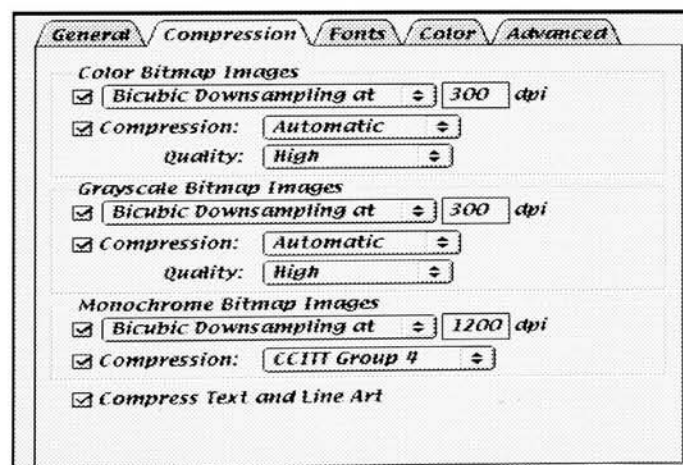 General Compression Fonts Color Advanced
Color Bitmap Images
Bicubic Downsampling at 300 dpi
Compression: Automatic
Quality: High
Grayscale Bitmap Images
Bicubic Downsampling at 300 dpi
Compression: Automatic
Quality: High
Monochrome Bitmap Images
Bicubic Downsampling at 1200 dpi
Compression: CCITT Group 4
Compress Text and Line Art